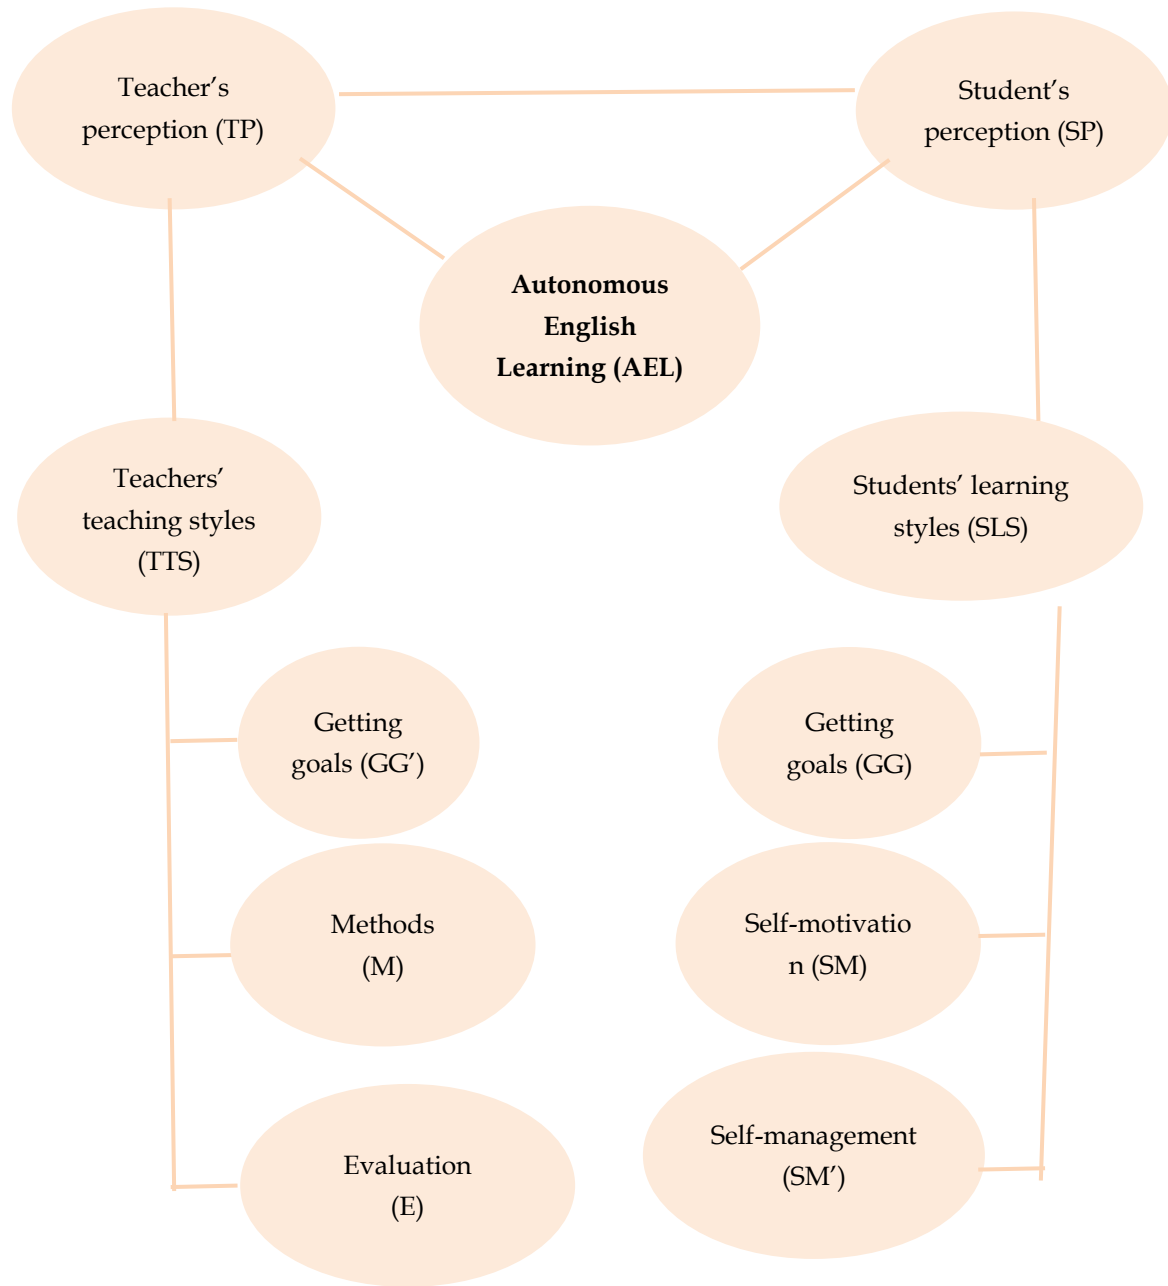 Teacher’s
perception (TP)
Student’s
perception (SP)
Autonomous
English
Learning (AEL)
Teachers’
teaching styles
(TTS)
Students’ learning
styles (SLS)
Getting
goals (GG’)
Getting
goals (GG)
Methods
(M)
Self-motivatio
n (SM)
Evaluation
(E)
Self-management
(SM’)